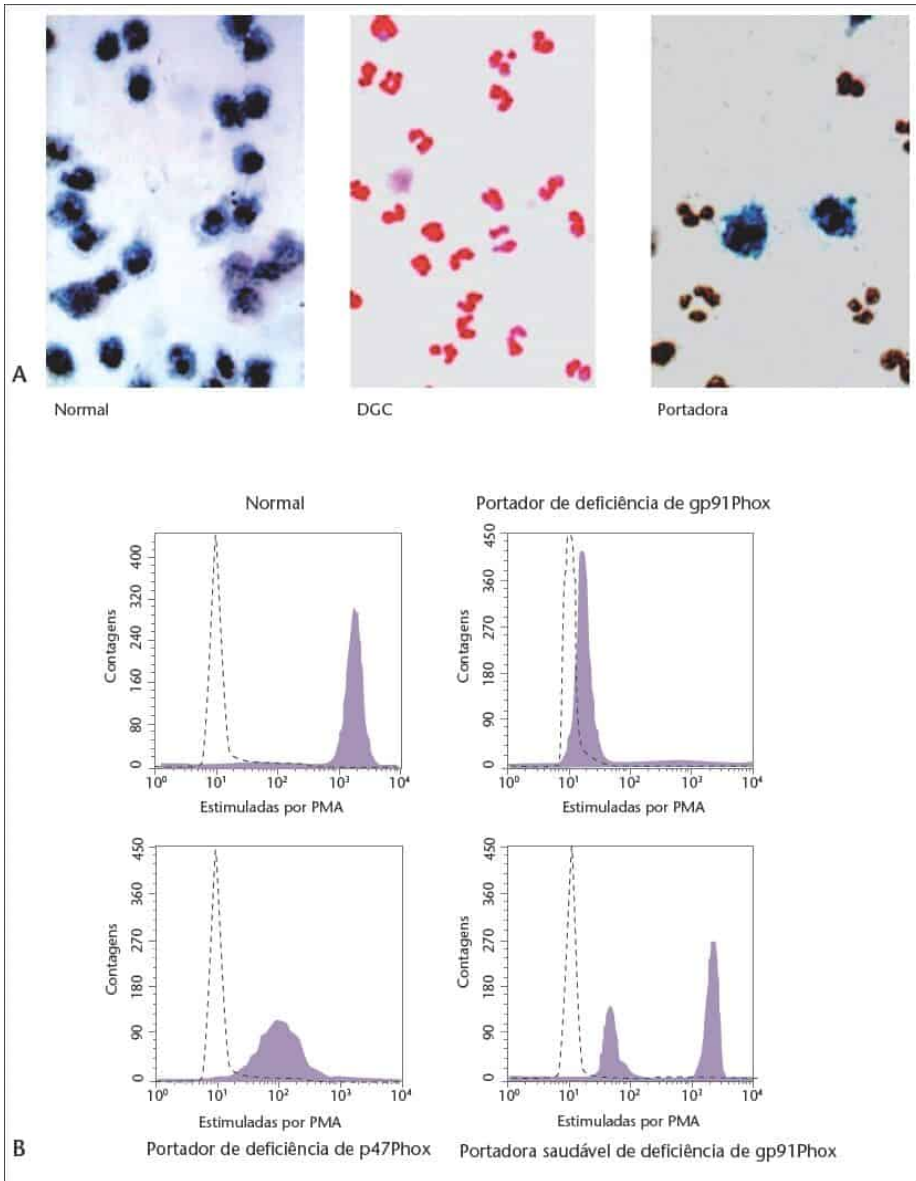 A
Normal
DGC
Portadora
Normal
Portador de deficiência de gp91Phox
Contagens
400
320
240
160
80
0
10⁰
10¹
10²
10³
10⁴
Estimuladas por PMA
Contagens
450
360
270
180
90
0
10⁰
10¹
10²
10³
10⁴
Estimuladas por PMA
Contagens
450
360
270
180
90
0
10⁰
10¹
10²
10³
10⁴
Estimuladas por PMA
Contagens
450
360
270
180
90
0
10⁰
10¹
10²
10³
10⁴
Estimuladas por PMA
B
Portador de deficiência de p47Phox
Portadora saudável de deficiência de gp91Phox